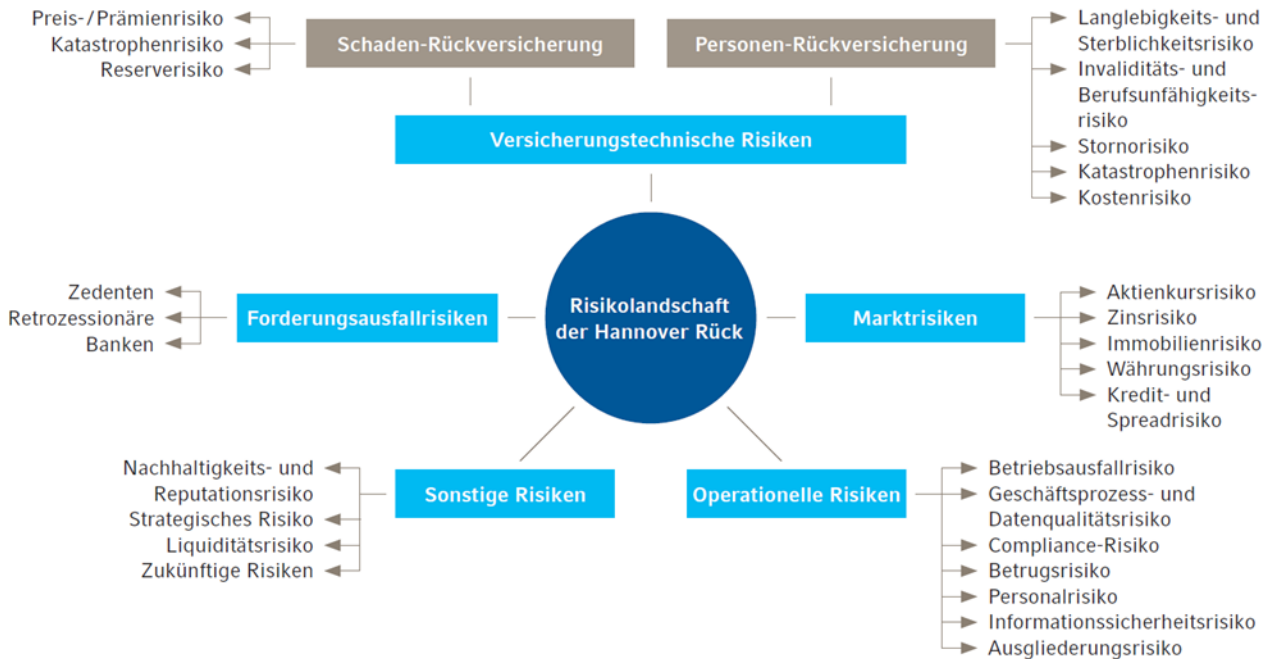 Preis-/Prämienrisiko
Katastrophenrisiko
Reserverisiko
Schaden-Rückversicherung
Personen-Rückversicherung
Langlebigkeits- und
Sterblichkeitsrisiko
Invaliditäts- und
Berufsunfähigkeits-
risiko
Stornorisiko
Katastrophenrisiko
Kostenrisiko
Versicherungstechnische Risiken
Zedenten
Retrozessionäre
Banken
Forderungsausfallrisiken
Risikolandschaft
der Hannover Rück
Marktrisiken
Aktienkursrisiko
Zinsrisiko
Immobilienrisiko
Währungsrisiko
Kredit- und
Spreadrisiko
Nachhaltigkeits- und
Reputationsrisiko
Strategisches Risiko
Liquiditätsrisiko
Zukünftige Risiken
Sonstige Risiken
Operationelle Risiken
Betriebsausfallrisiko
Geschäftsprozess- und
Datenqualitätsrisiko
Compliance-Risiko
Betrugsrisiko
Personalrisiko
Informationssicherheitsrisiko
Ausgliederungsrisiko